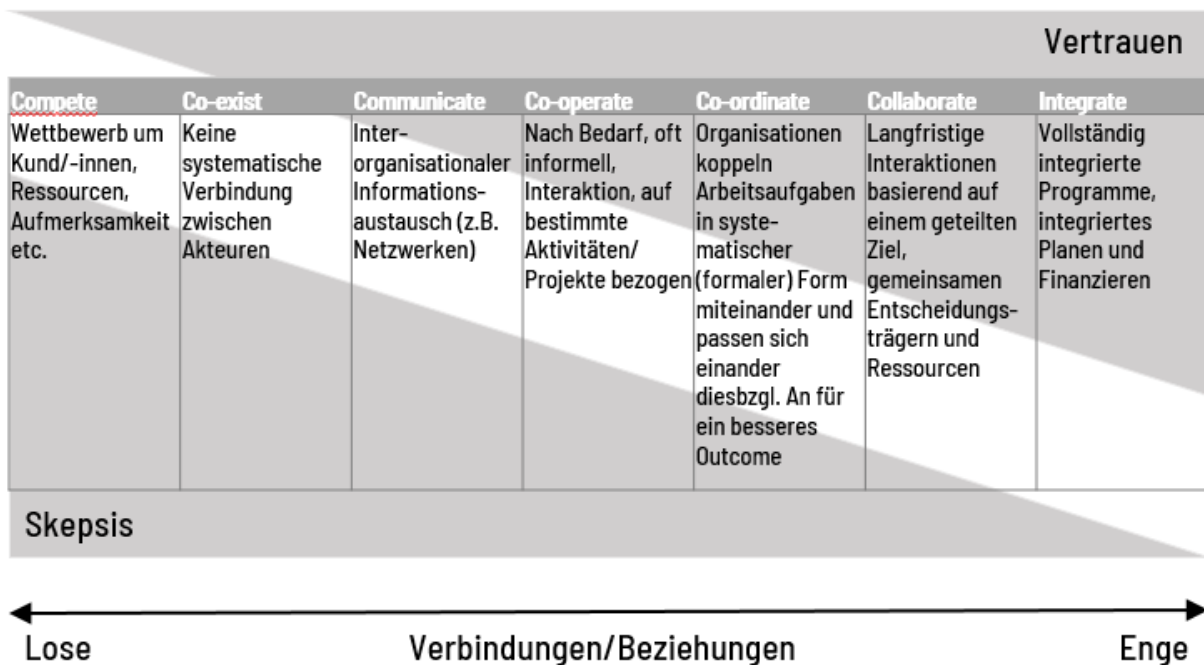 Vertrauen
Compete
Co-exist
Communicate
Co-operate
Co-ordinate
Collaborate
Integrate
Wettbewerb um
Kund/-innen,
Ressourcen,
Aufmerksamkeit
etc.
Keine
systematische
Verbindung
zwischen
Akteuren
Inter-
organisationaler
Informations-
austausch (z.B.
Netzwerken)
Nach Bedarf, oft
informell,
Interaktion, auf
bestimmte
Aktivitäten/
Projekte bezogen
Organisationen
koppeln
Arbeitsaufgaben
in syste-
matischer
(formaler) Form
miteinander und
passen sich
einander
diesbzgl. An für
ein besseres
Outcome
Langfristige
Interaktionen
basierend auf
einem geteilten
Ziel,
gemeinsamen
Entscheidungs-
trägern und
Ressourcen
Vollständig
integrierte
Programme,
integriertes
Planen und
Finanzieren
Skepsis
Lose
Verbindungen/Beziehungen
Enge